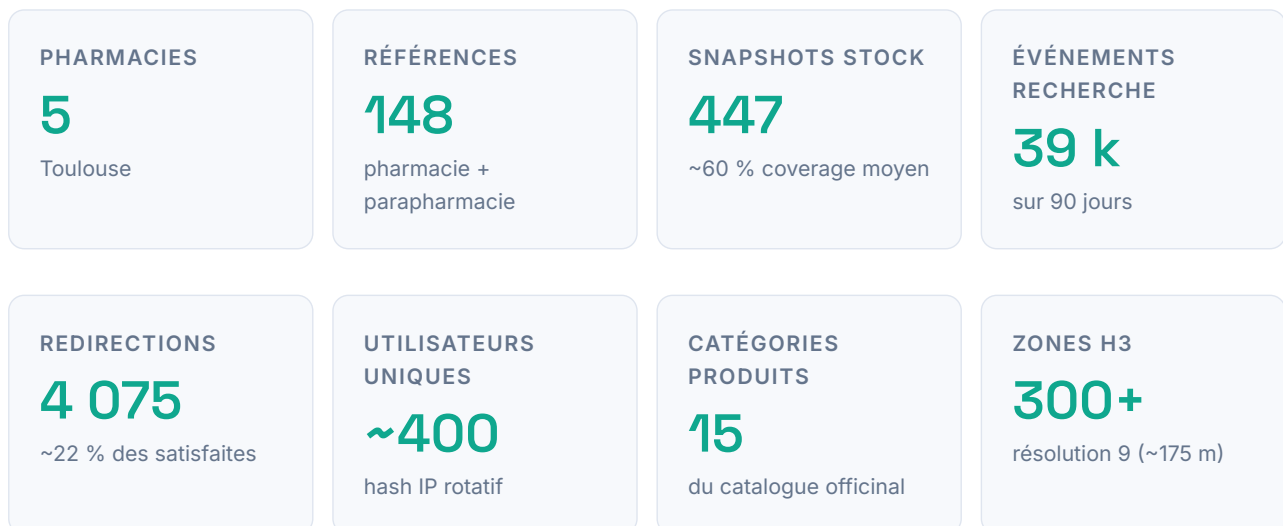 PHARMACIES
5
Toulouse
RÉFÉRENCES
148
pharmacie +
parapharmacie
SNAPSHOTS STOCK
447
~60 % coverage moyen
ÉVÉNEMENTS
RECHERCHE
39 k
sur 90 jours
REDIRECTIONS
4 075
~22 % des satisfaites
UTILISATEURS
UNIQUES
~400
hash IP rotatif
CATÉGORIES
PRODUITS
15
du catalogue officinal
ZONES H3
300+
résolution 9 (~175 m)